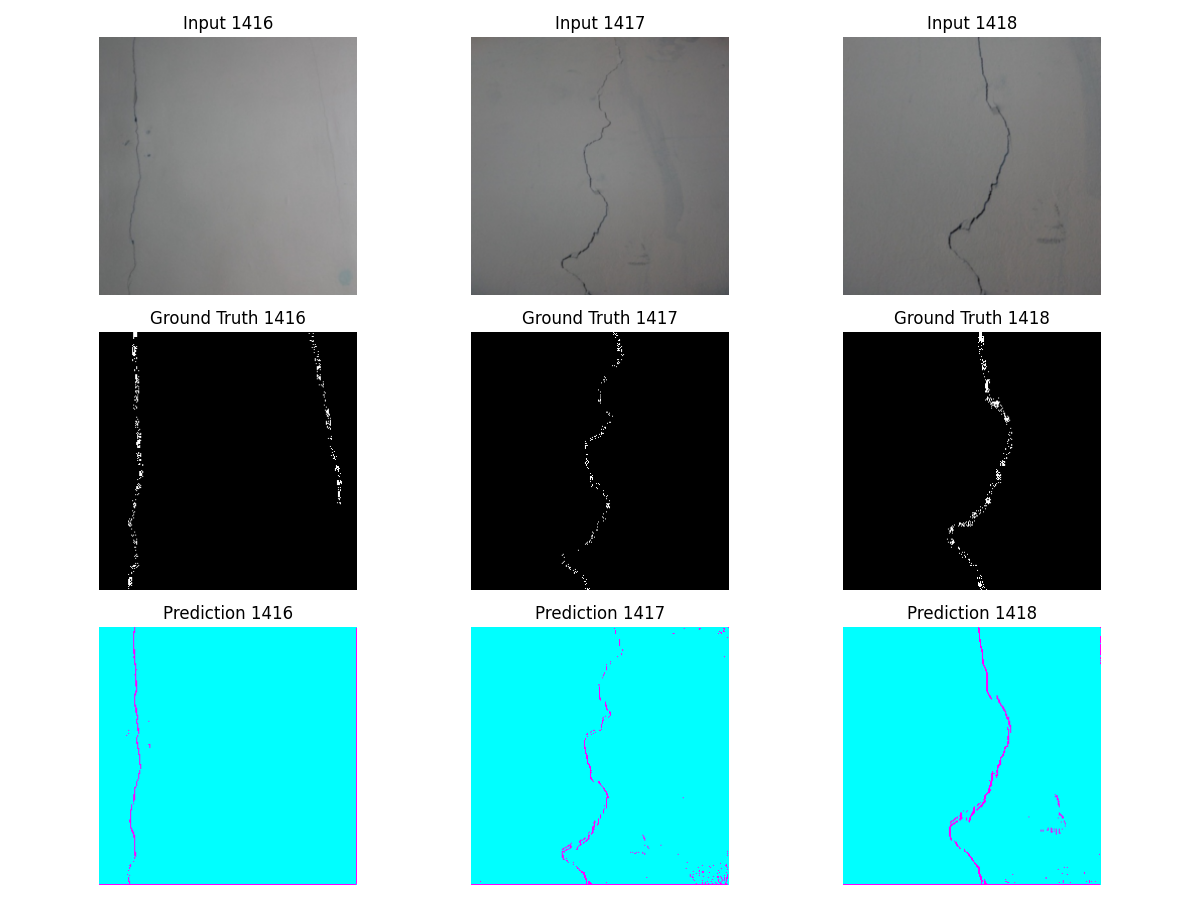 Input 1416
Input 1417
Input 1418
Ground Truth 1416
Ground Truth 1417
Ground Truth 1418
Prediction 1416
Prediction 1417
Prediction 1418